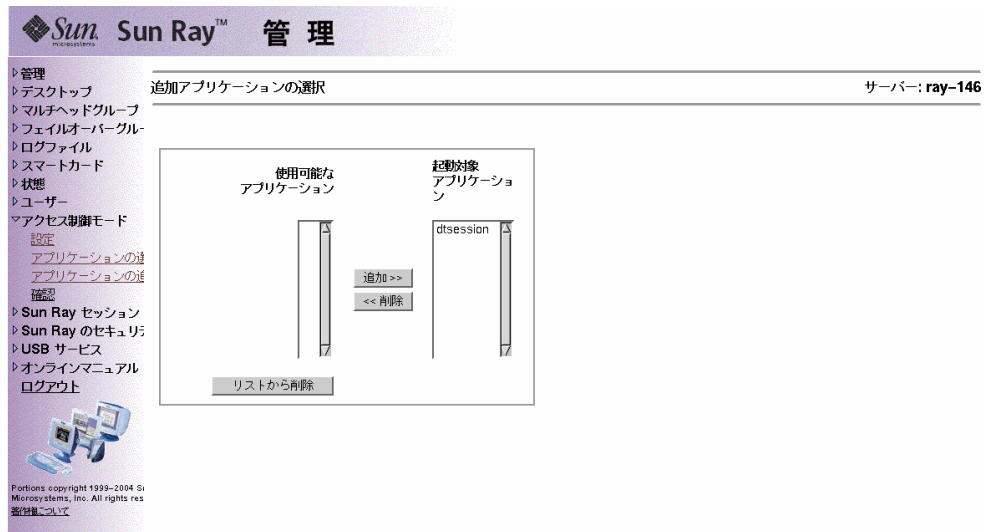 Sun
microsystems
Sun Ray™ 管理
管理
デスクトップ
マルチヘッドグループ
フェイルオーバーグルー
ログファイル
スマートカード
状態
ユーザー
アクセス制御モード
設定
アプリケーションの選
アプリケーションの追
確認
Sun Ray セッション
Sun Ray のセキュリテ
USB サービス
オンラインマニュアル
ログアウト
Portions copyright 1999-2004 Su
Microsystems, Inc. All rights res
著作権について
追加アプリケーションの選択
サーバー: ray-146
使用可能な
アプリケーション
起動対象
アプリケーショ
ン
dtsession
追加 >>
<< 削除
リストから削除